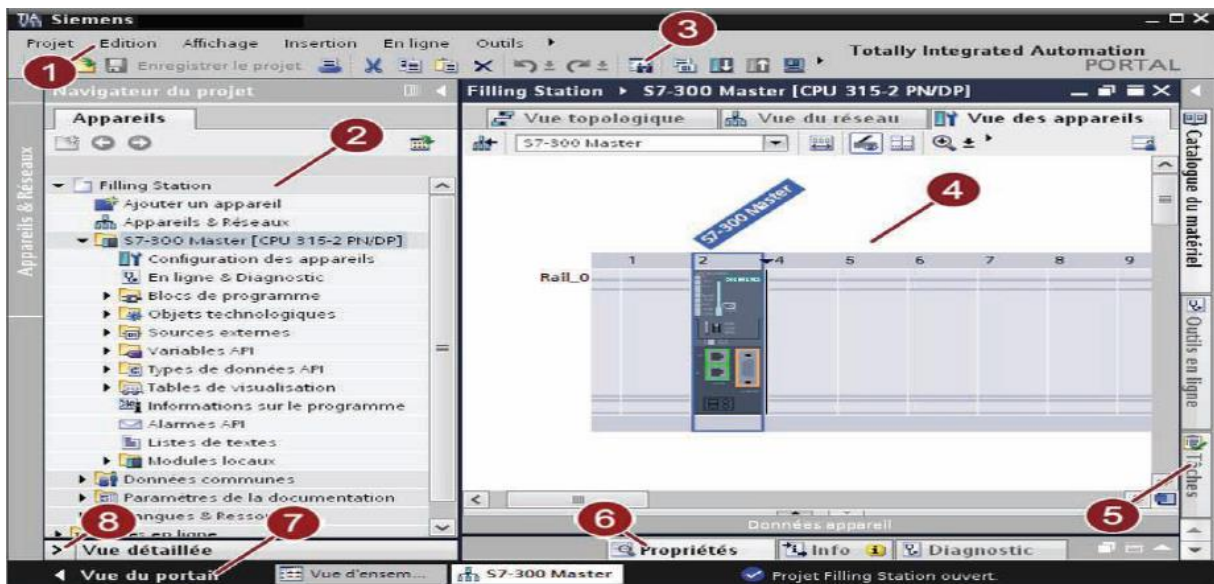 TIA Siemens
Projet Edition Affichage Insertion En ligne Outils
3
Totally Integrated Automation
PORTAL
1
Enregistrer le projet
Navigateur du projet
Filling Station S7-300 Master [CPU 315-2 PN/DP]
Appareils
Vue topologique Vue du réseau Vue des appareils
2
S7-300 Master
4
Appareils & Réseaux
Filling Station
Ajouter un appareil
Appareils & Réseaux
S7-300 Master [CPU 315-2 PN/DP]
Configuration des appareils
En ligne & Diagnostic
Blocs de programme
Objets technologiques
Sources externes
Variables API
Types de données API
Tables de visualisation
Informations sur le programme
Alarmes API
Listes de textes
Modules locaux
Données communes
Paramètres de la documentation
8
7
> Vue détaillée
S7-300 Master
1 2 4 5 6 7 8 9
Rail_0
SIEMENS
Données appareil
6
Propriétés Info Diagnostic
Catalogue du matériel
Outils en ligne
Tâches
5
Vue du portail Vue d'ensem... S7-300 Master Projet Filling Station ouvert.